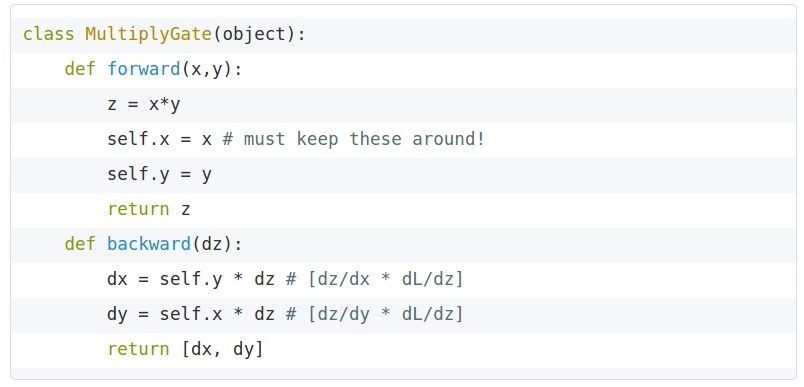 class MultiplyGate(object):
    def forward(x,y):
        z = x*y
        self.x = x # must keep these around!
        self.y = y
        return z
    def backward(dz):
        dx = self.y * dz # [dz/dx * dL/dz]
        dy = self.x * dz # [dz/dy * dL/dz]
        return [dx, dy]